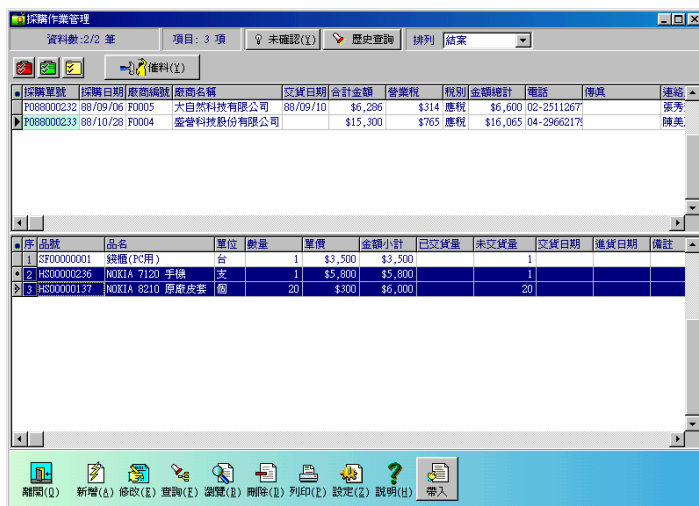 採購作業管理
資料數:2/2 筆 項目: 3 項 未確認(Y) 歷史查詢 排列 結案
催料(X)
採購單號 採購日期 廠商編號 廠商名稱 交貨日期 合計金額 營業稅 稅別 金額總計 電話 傳真 連絡
P088000232 88/09/06 F0005 大自然科技有限公司 88/09/10 $6,286 $314 應稅 $6,600 02-2511267 張秀
P088000233 88/10/28 F0004 盛營科技股份有限公司 $15,300 $765 應稅 $16,065 04-2966217 陳美
序 品號 品名 單位 數量 單價 金額小計 已交貨量 未交貨量 交貨日期 進貨日期 備註
1 SF00000001 錢櫃(PC用) 台 1 $3,500 $3,500 1
2 HS00000236 NOKIA 7120 手機 支 1 $5,800 $5,800 1
3 HS00000137 NOKIA 8210 原廠皮套 個 20 $300 $6,000 20
離開(Q) 新增(A) 修改(E) 查詢(F) 瀏覽(B) 刪除(D) 列印(P) 設定(Z) 說明(H) 帶入